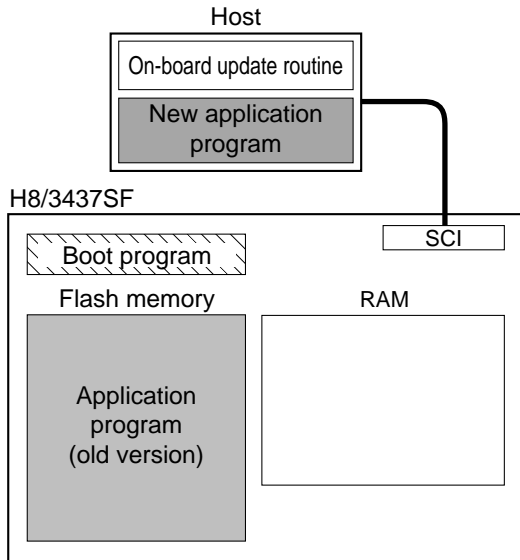 Host
On-board update routine
New application
program
H8/3437SF
SCI
Boot program
Flash memory
RAM
Application
program
(old version)